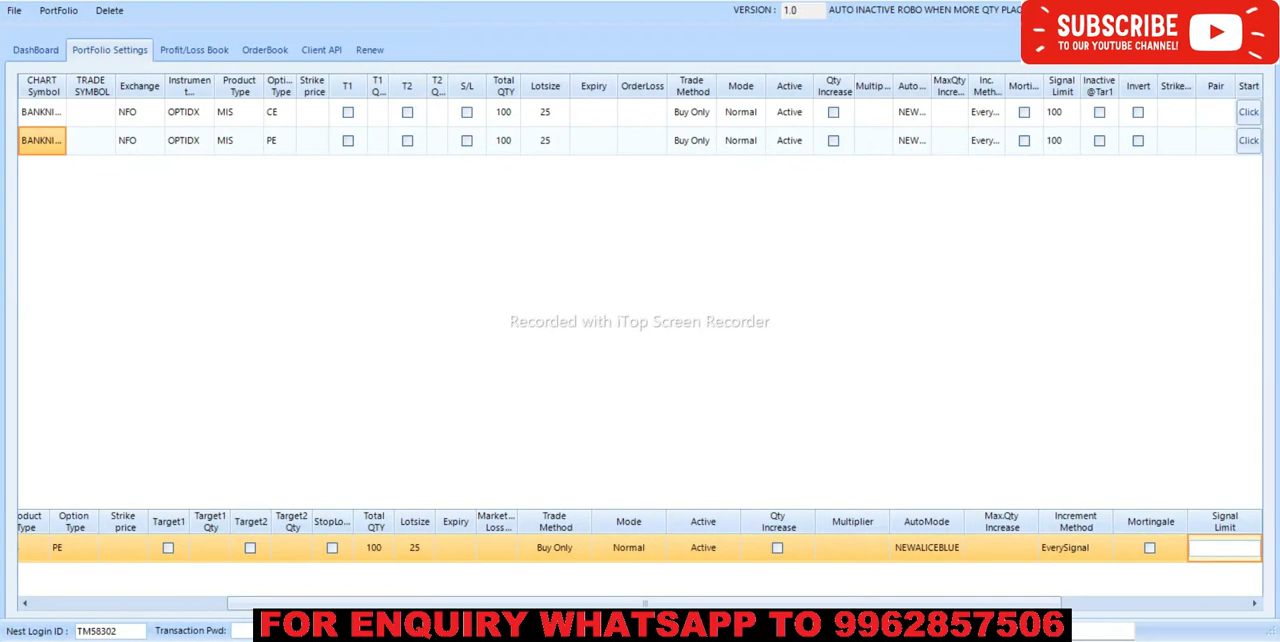 File PortFolio Delete VERSION : 1.0 AUTO INACTIVE ROBO WHEN MORE QTY PLAC
SUBSCRIBE
TO OUR YOUTUBE CHANNEL!
DashBoard PortFolio Settings Profit/Loss Book OrderBook Client API Renew
CHART Symbol TRADE SYMBOL Exchange Instrumen t... Product Type Opti... Type Strike price T1 T1 Q... T2 T2 Q... S/L Total QTY Lotsize Expiry OrderLoss Trade Method Mode Active Qty Increase Multip... Auto... MaxQty Incre... Inc. Meth... Morti... Signal Limit Inactive @Tar1 Invert Strike... Pair Start
BANKNI... NFO OPTIDX MIS CE 100 25 Buy Only Normal Active NEW... Every... 100 Click
BANKNI... NFO OPTIDX MIS PE 100 25 Buy Only Normal Active NEW... Every... 100 Click
Recorded with iTop Screen Recorder
oduct Type Option Type Strike price Target1 Target1 Qty Target2 Target2 Qty StopLo... Total QTY Lotsize Expiry Market... Loss... Trade Method Mode Active Qty Increase Multiplier AutoMode Max.Qty Increase Increment Method Mortingale Signal Limit
PE 100 25 Buy Only Normal Active NEWALICEBLUE EverySignal
Nest Login ID : TM58302 Transaction Pwd:
FOR ENQUIRY WHATSAPP TO 9962857506